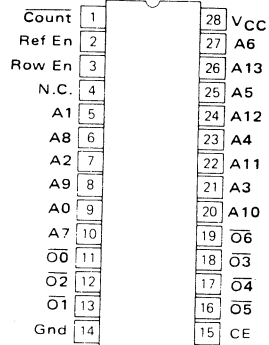 Count 1 28 VCC
Ref En 2 27 A6
Row En 3 26 A13
N.C. 4 25 A5
A1 5 24 A12
A8 6 23 A4
A2 7 22 A11
A9 8 21 A3
A0 9 20 A10
A7 10 19 O6
O0 11 18 O3
O2 12 17 O4
O1 13 16 O5
Gnd 14 15 CE